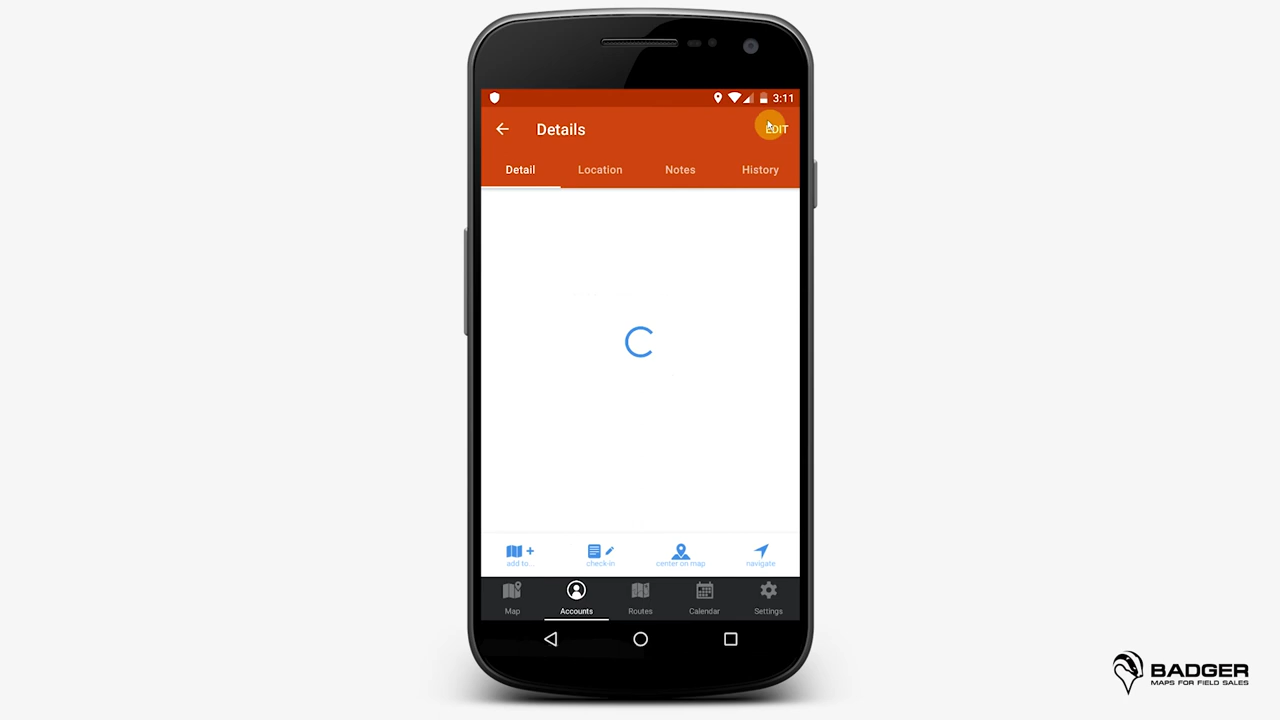 3:11
Details
EDIT
Detail Location Notes History
add to... check-in center on map navigate
Map Accounts Routes Calendar Settings
BADGER
MAPS FOR FIELD SALES